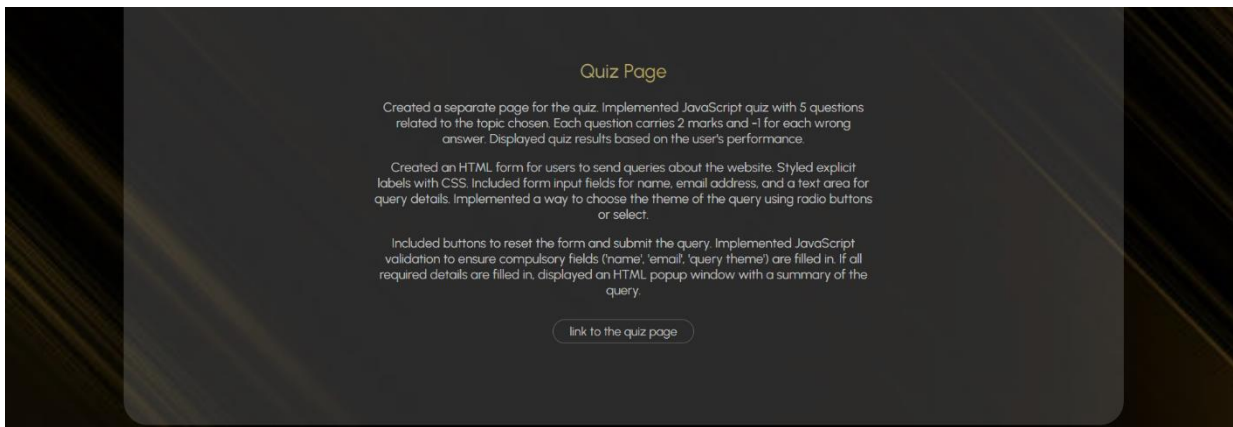 Quiz Page
Created a separate page for the quiz. Implemented JavaScript quiz with 5 questions
related to the topic chosen. Each question carries 2 marks and -1 for each wrong
answer. Displayed quiz results based on the user's performance.
Created an HTML form for users to send queries about the website. Styled explicit
labels with CSS. Included form input fields for name, email address, and a text area for
query details. Implemented a way to choose the theme of the query using radio buttons
or select.
Included buttons to reset the form and submit the query. Implemented JavaScript
validation to ensure compulsory fields ('name', 'email', 'query theme') are filled in. If all
required details are filled in, displayed an HTML popup window with a summary of the
query.
link to the quiz page